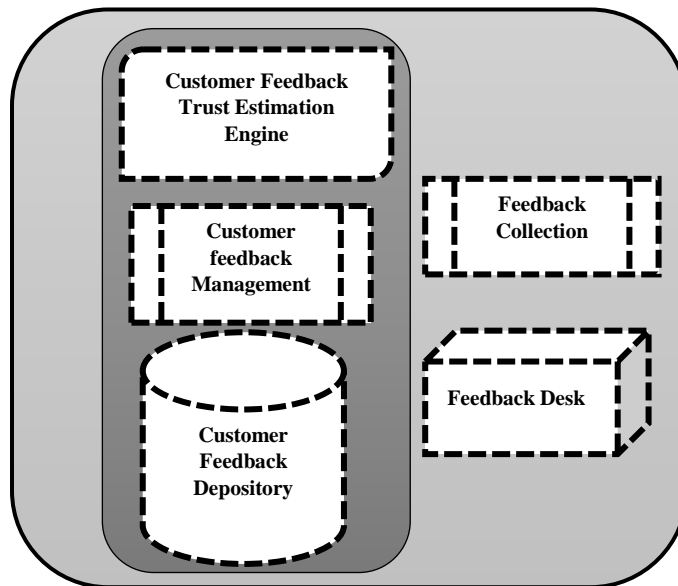 Customer Feedback
Trust Estimation
Engine
Customer
feedback
Management
Customer
Feedback
Depository
Feedback
Collection
Feedback Desk